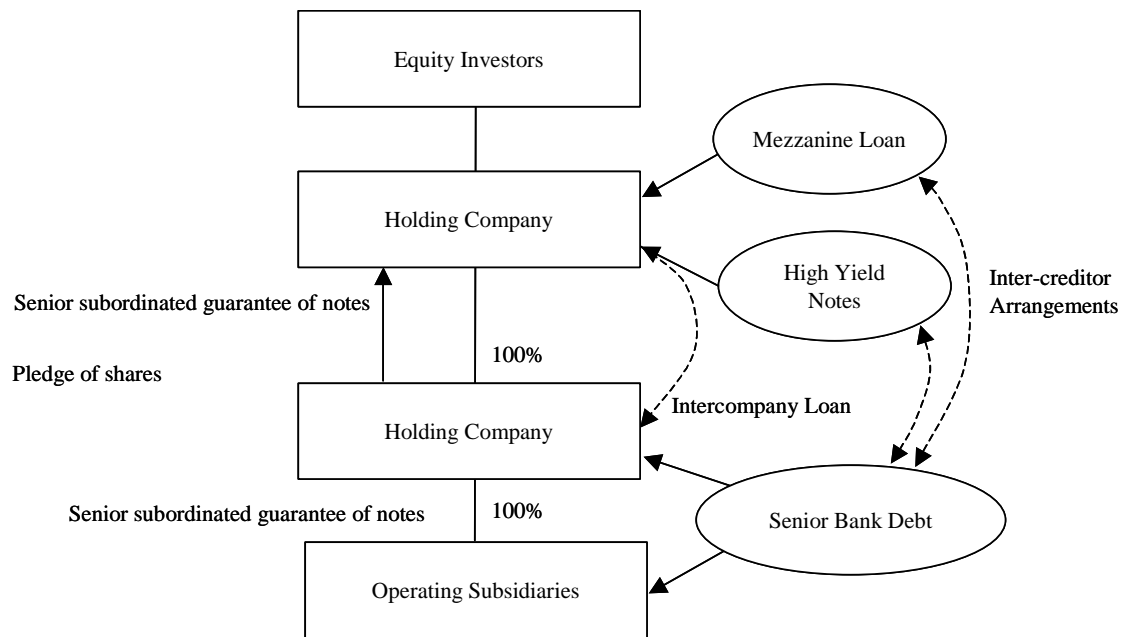 Equity Investors
Mezzanine Loan
Holding Company
High Yield
Notes
Inter-creditor
Arrangements
Senior subordinated guarantee of notes
100%
Pledge of shares
Intercompany Loan
Holding Company
Senior subordinated guarantee of notes
100%
Senior Bank Debt
Operating Subsidiaries